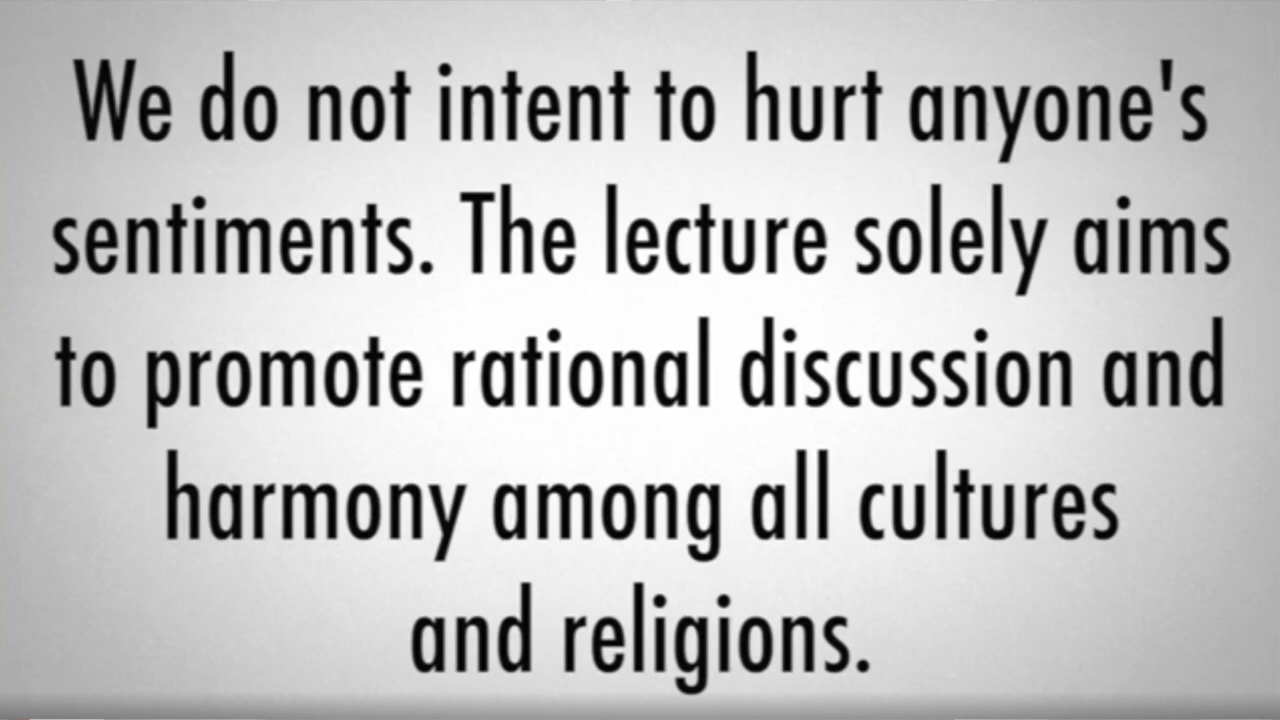 We do not intent to hurt anyone's
sentiments. The lecture solely aims
to promote rational discussion and
harmony among all cultures
and religions.